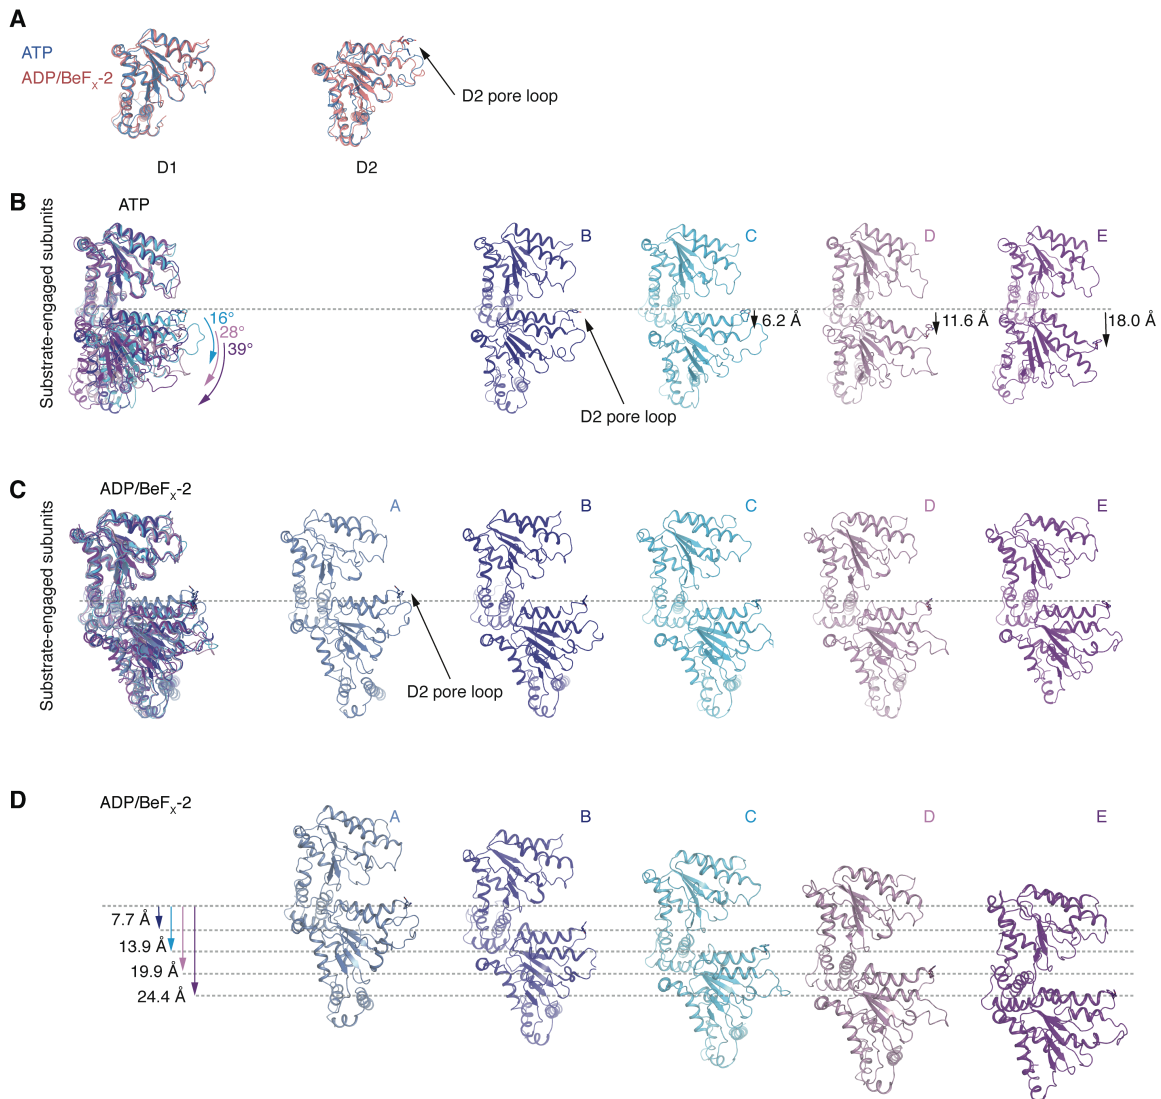 A
ATP
ADP/BeFX-2
D2 pore loop
D1
D2
B
Substrate-engaged subunits
ATP
B
C
D
E
16°
28°
39°
6.2 Å
11.6 Å
18.0 Å
D2 pore loop
C
Substrate-engaged subunits
ADP/BeFX-2
A
B
C
D
E
D2 pore loop
D
ADP/BeFX-2
A
B
C
D
E
7.7 Å
13.9 Å
19.9 Å
24.4 Å